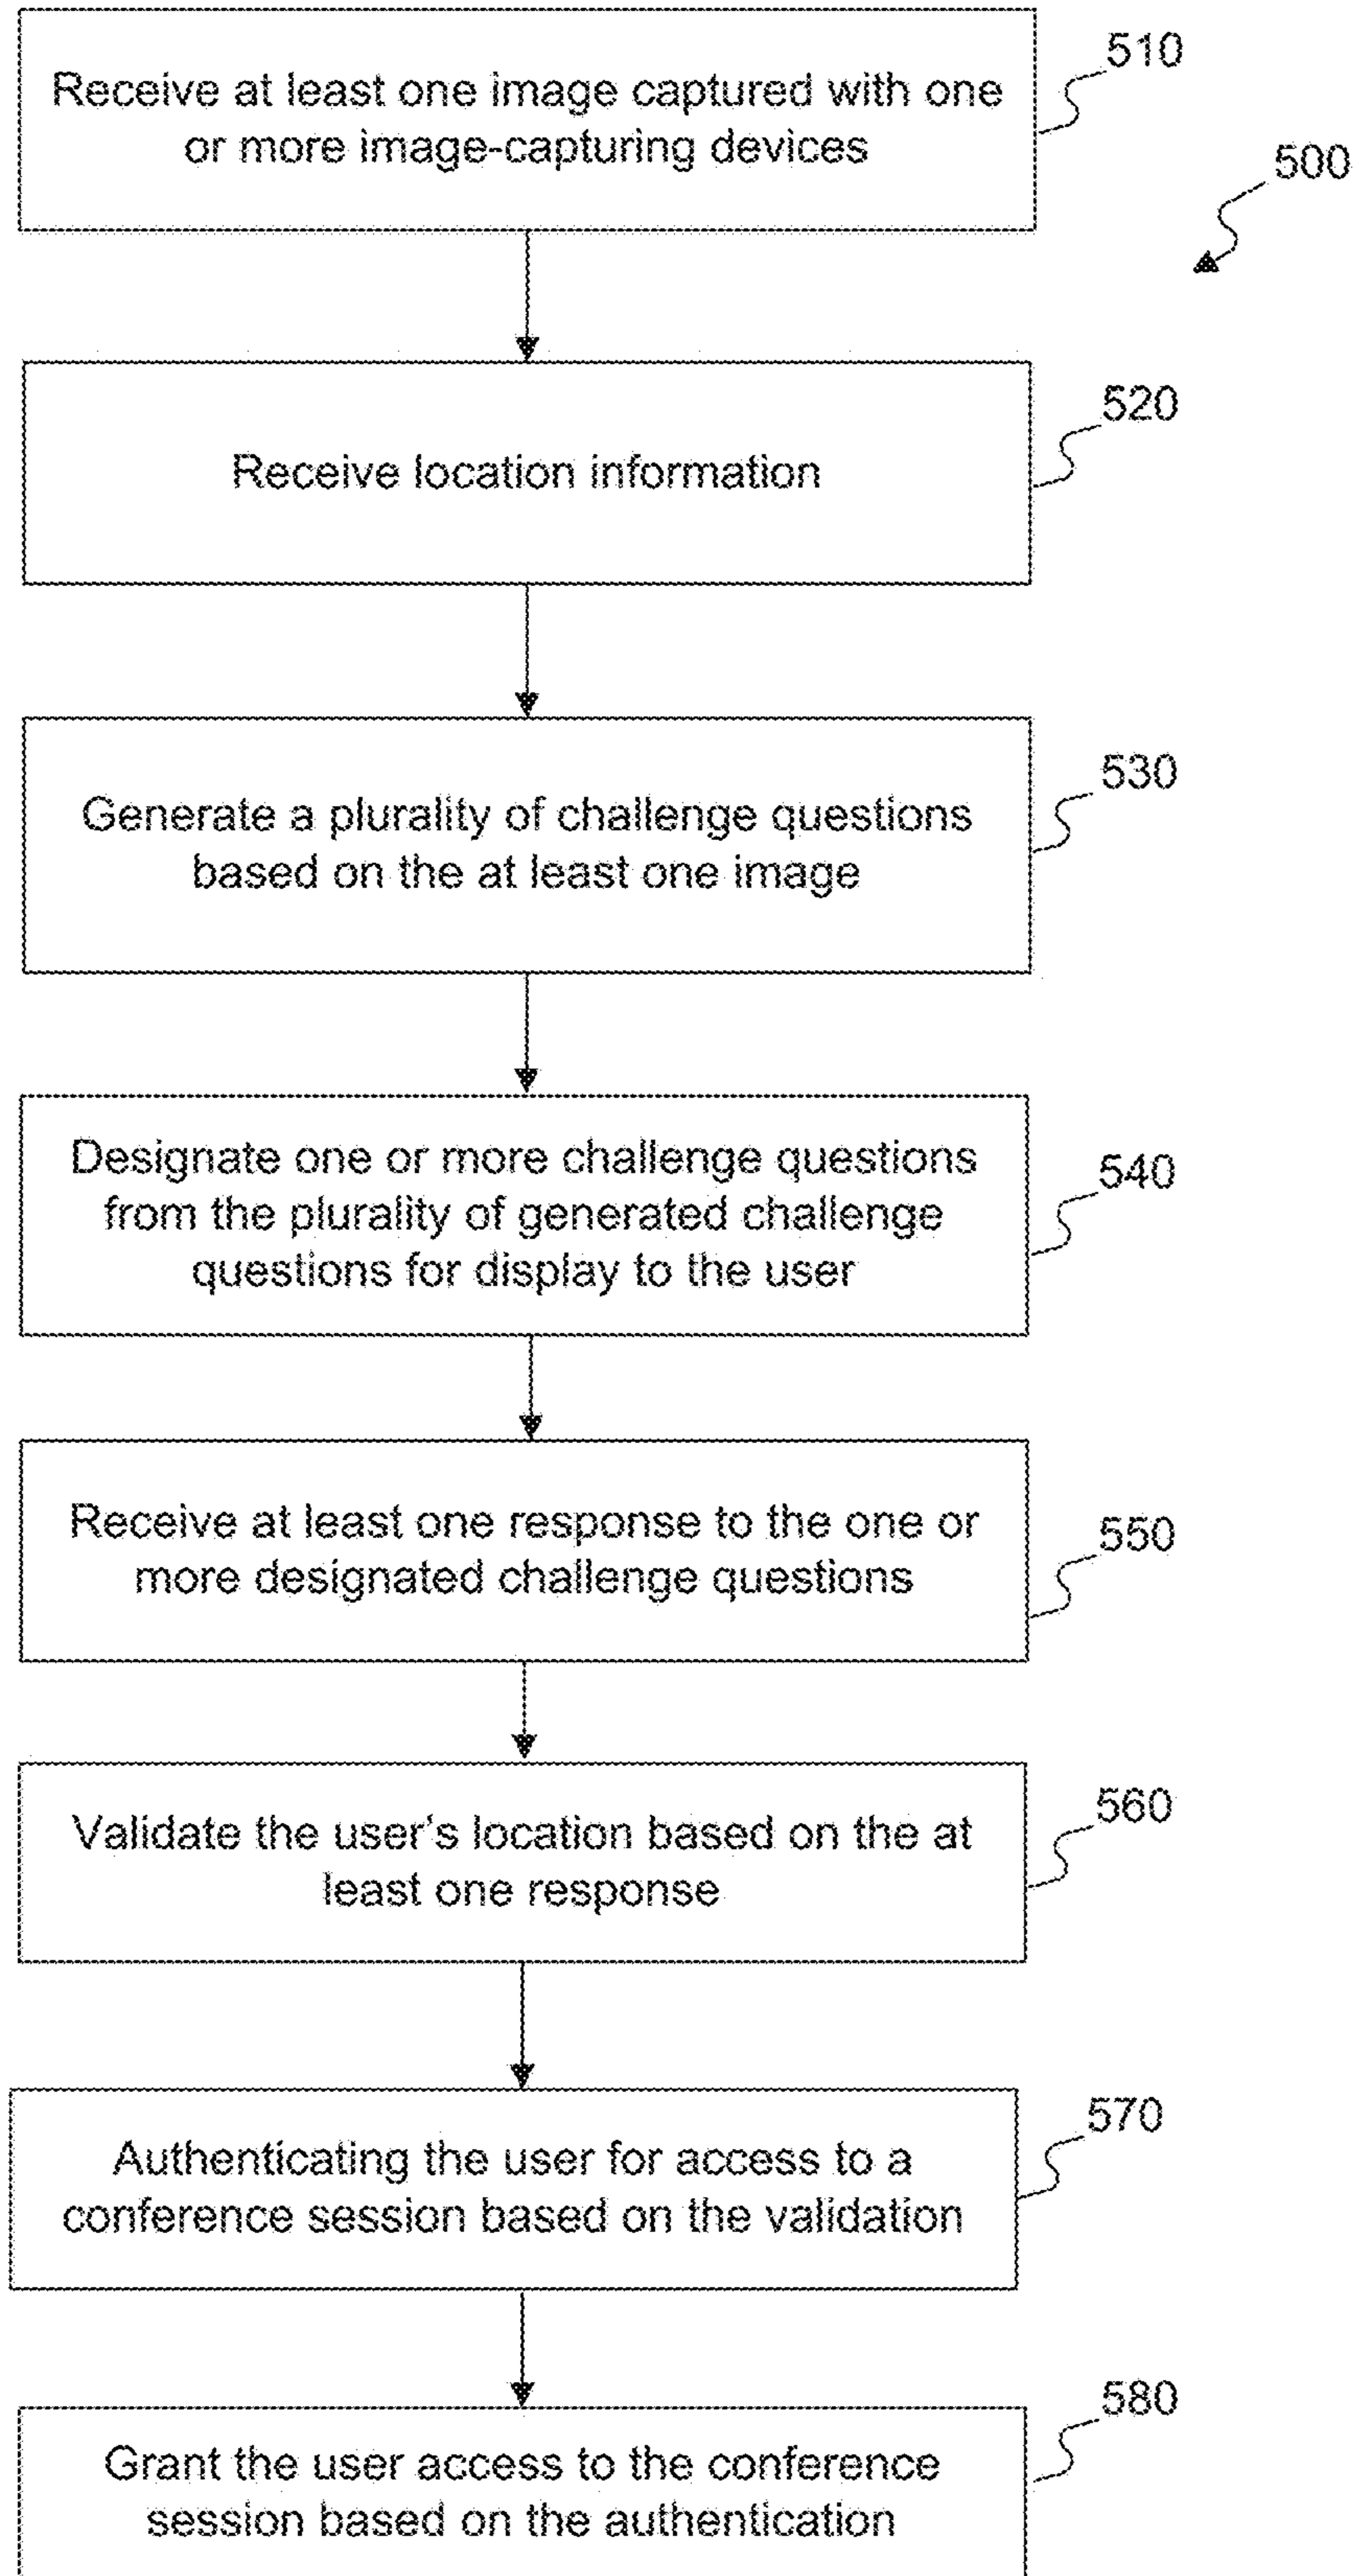 Receive at least one image captured with one
or more image-capturing devices
510
500
Receive location information
520
Generate a plurality of challenge questions
based on the at least one image
530
Designate one or more challenge questions
from the plurality of generated challenge
questions for display to the user
540
Receive at least one response to the one or
more designated challenge questions
550
Validate the user's location based on the at
least one response
560
Authenticating the user for access to a
conference session based on the validation
570
Grant the user access to the conference
session based on the authentication
580